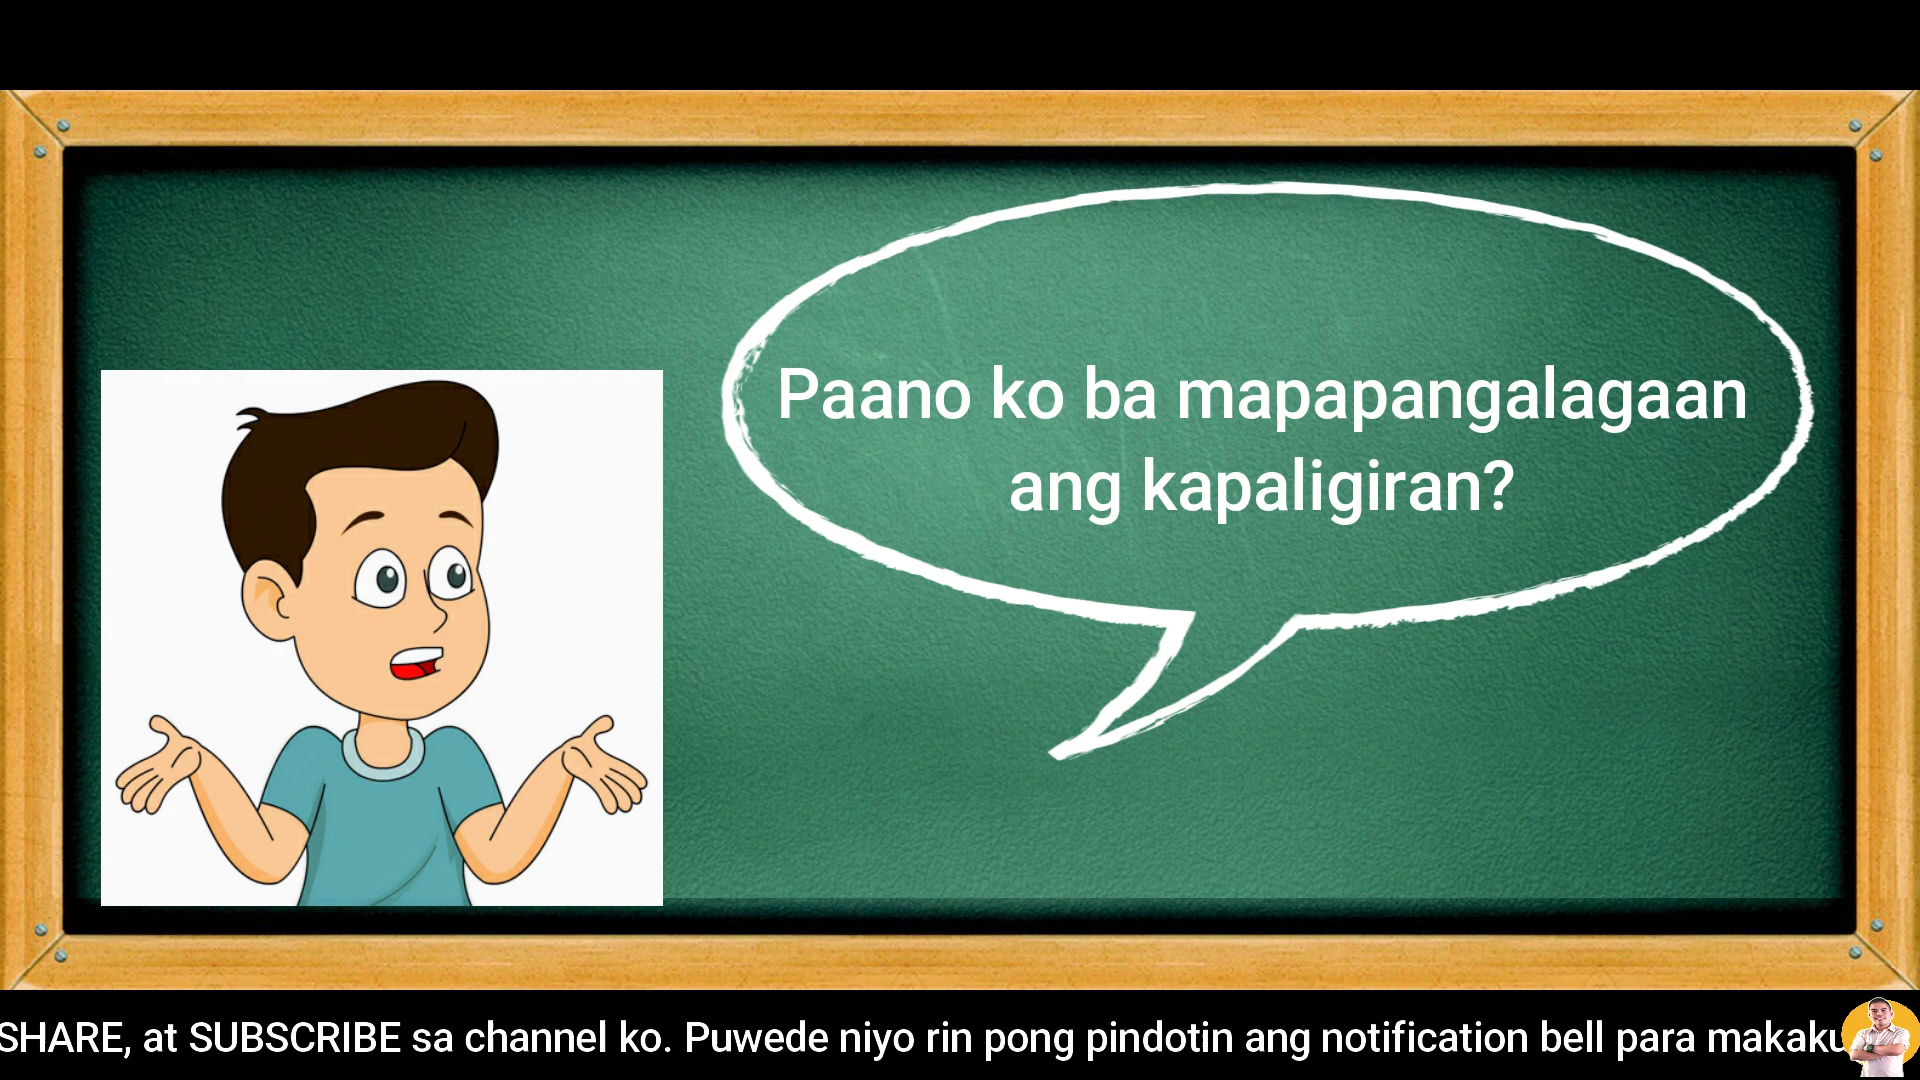 Paano ko ba mapapangalagaan
ang kapaligiran?
SHARE, at SUBSCRIBE sa channel ko. Puwede niyo rin pong pindotin ang notification bell para makaku